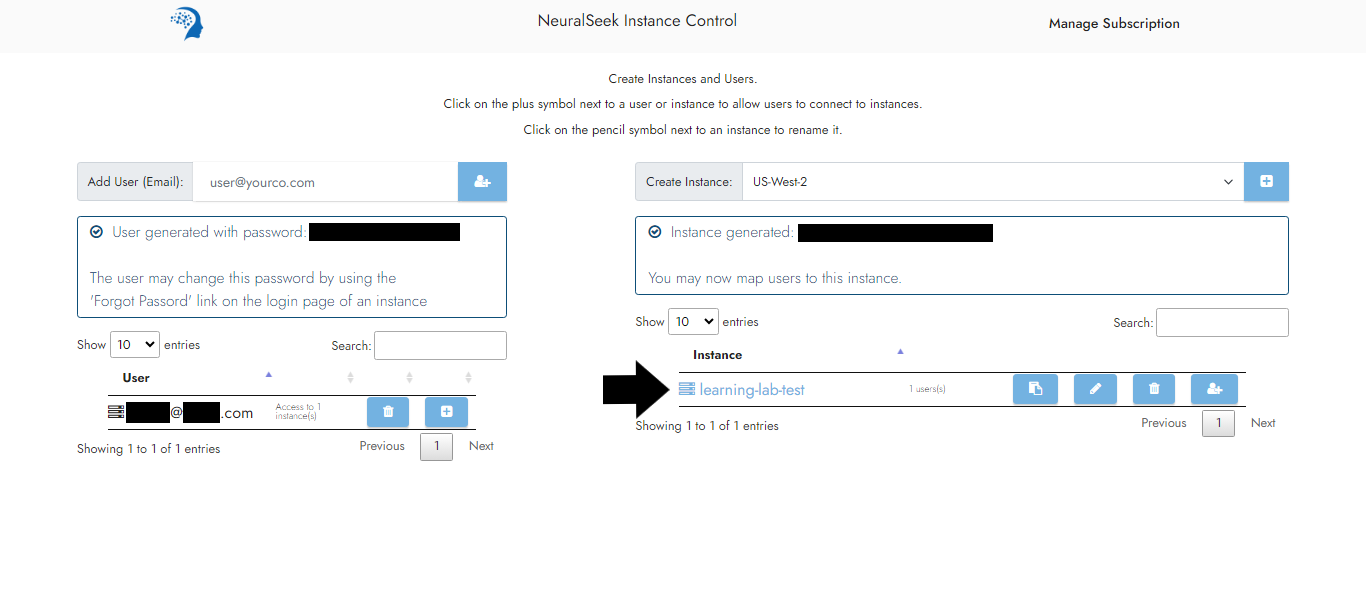 NeuralSeek Instance Control
Manage Subscription
Create Instances and Users.
Click on the plus symbol next to a user or instance to allow users to connect to instances.
Click on the pencil symbol next to an instance to rename it.
Add User (Email):
user@yourco.com
User generated with password:
The user may change this password by using the
'Forgot Passord' link on the login page of an instance
Show 10 entries
Search:
User
@ .com
Access to 1
instance(s)
Showing 1 to 1 of 1 entries
Previous 1 Next
Create Instance:
US-West-2
Instance generated:
You may now map users to this instance.
Show 10 entries
Search:
Instance
learning-lab-test
1 users(s)
Showing 1 to 1 of 1 entries
Previous 1 Next